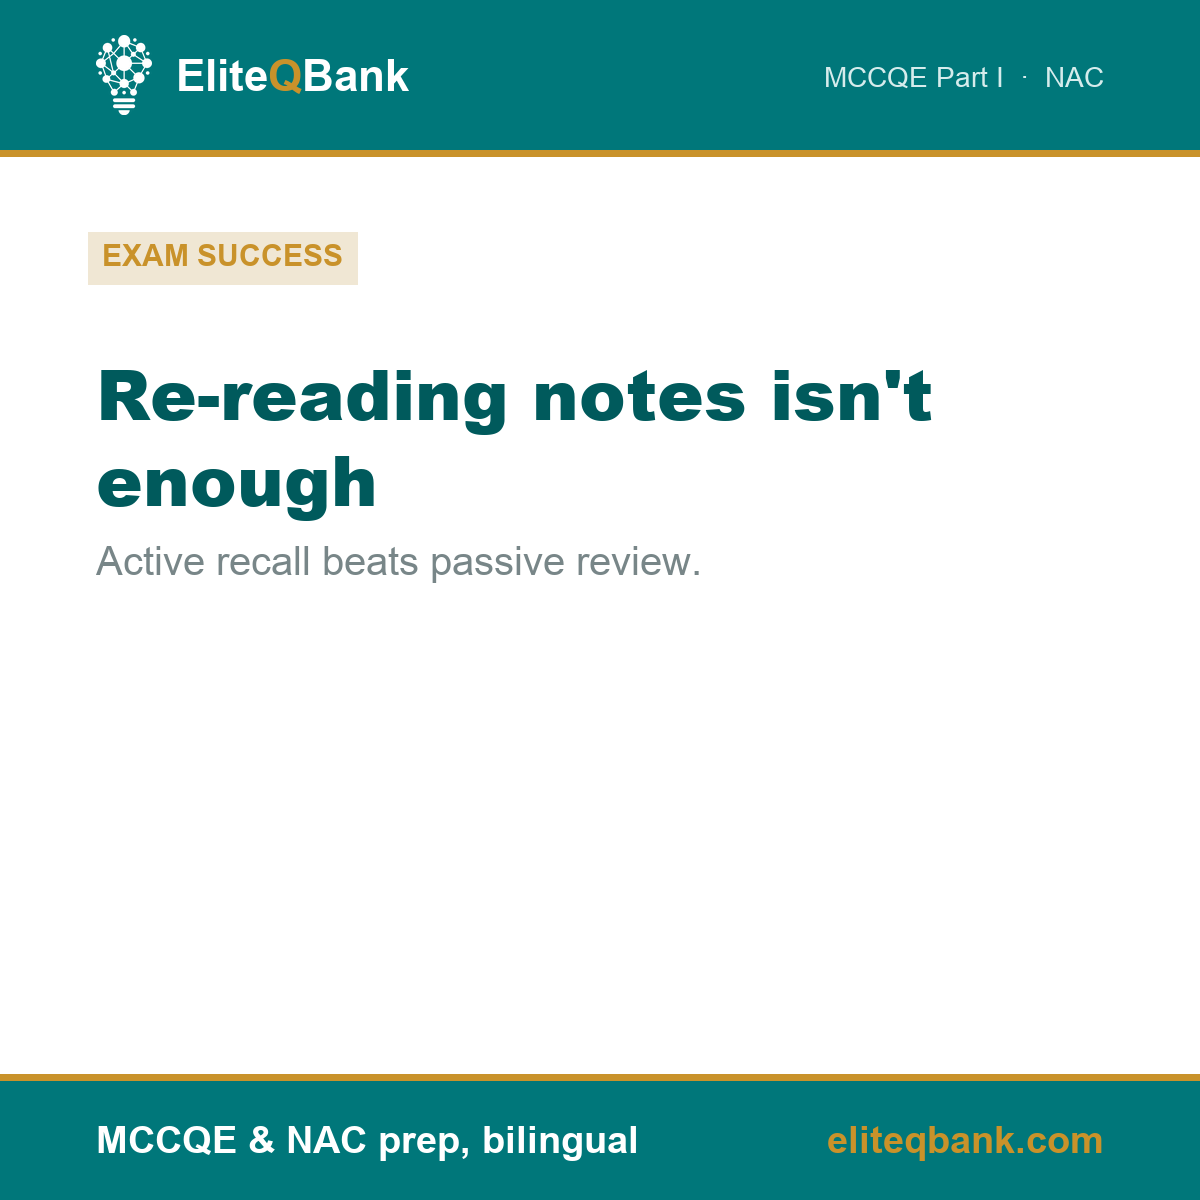 EliteQBank
MCCQE Part I · NAC
EXAM SUCCESS
Re-reading notes isn't
enough
Active recall beats passive review.
MCCQE & NAC prep, bilingual
eliteqbank.com